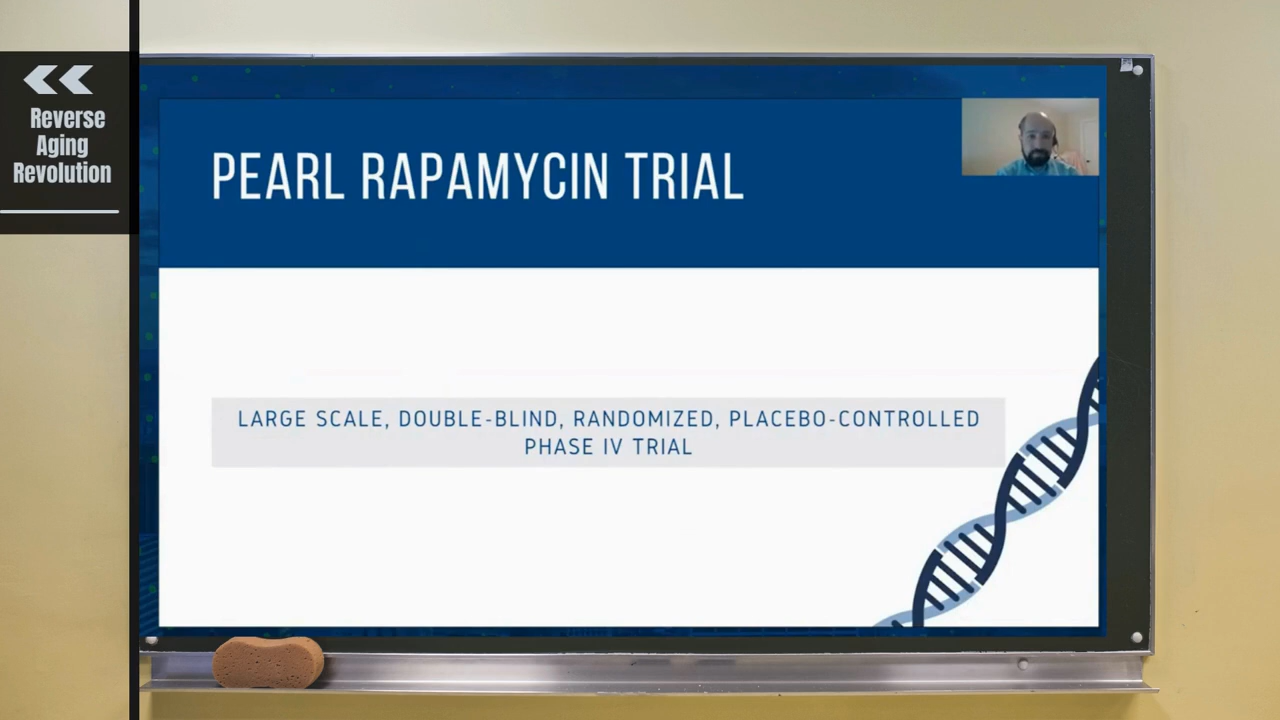 Reverse
Aging
Revolution
PEARL RAPAMYCIN TRIAL
LARGE SCALE, DOUBLE-BLIND, RANDOMIZED, PLACEBO-CONTROLLED
PHASE IV TRIAL